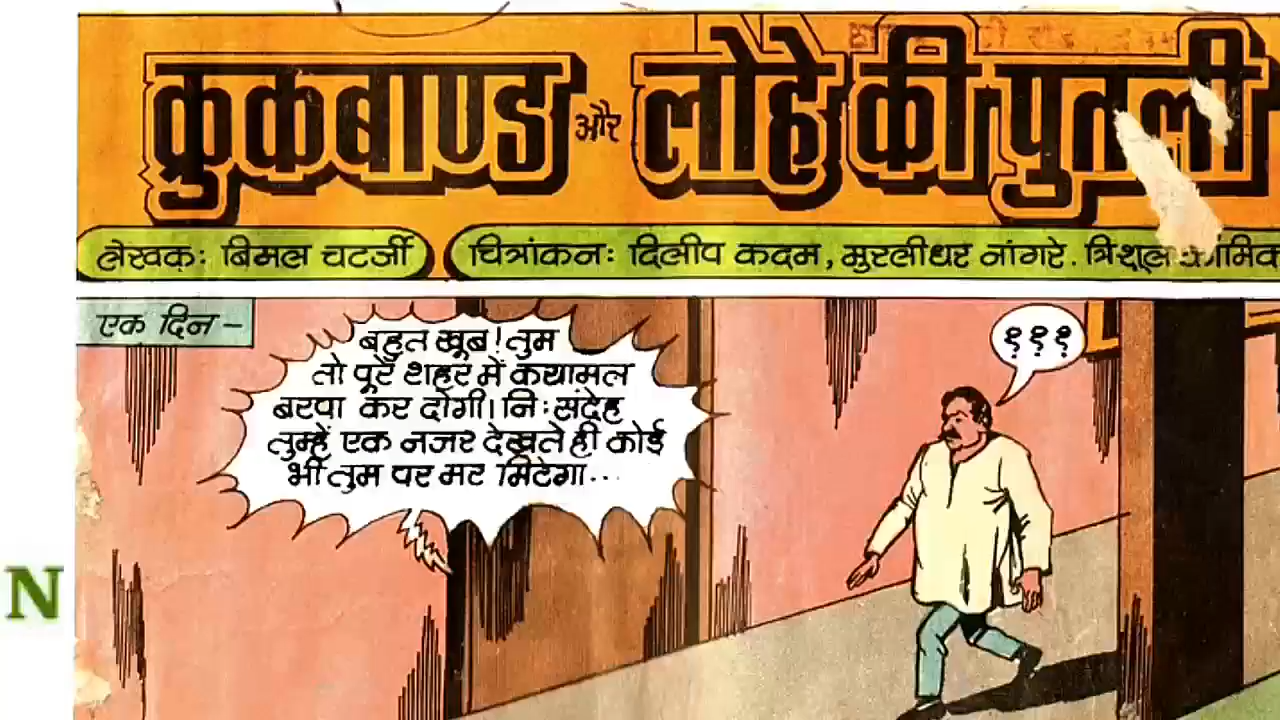 क्रुकबाण्ड और लोहे की पुतली
लेखक: बिमल चटर्जी
चित्रांकन: दिलीप कदम, मुरलीधर नांगरे. त्रिशूल
एक दिन -
बहुत खूब! तुम
तो पूरे शहर में कयामल
बरपा कर दोगी। नि:संदेह
तुम्हें एक नजर देखते ही कोई
भी तुम पर मर मिटेगा...
???
N